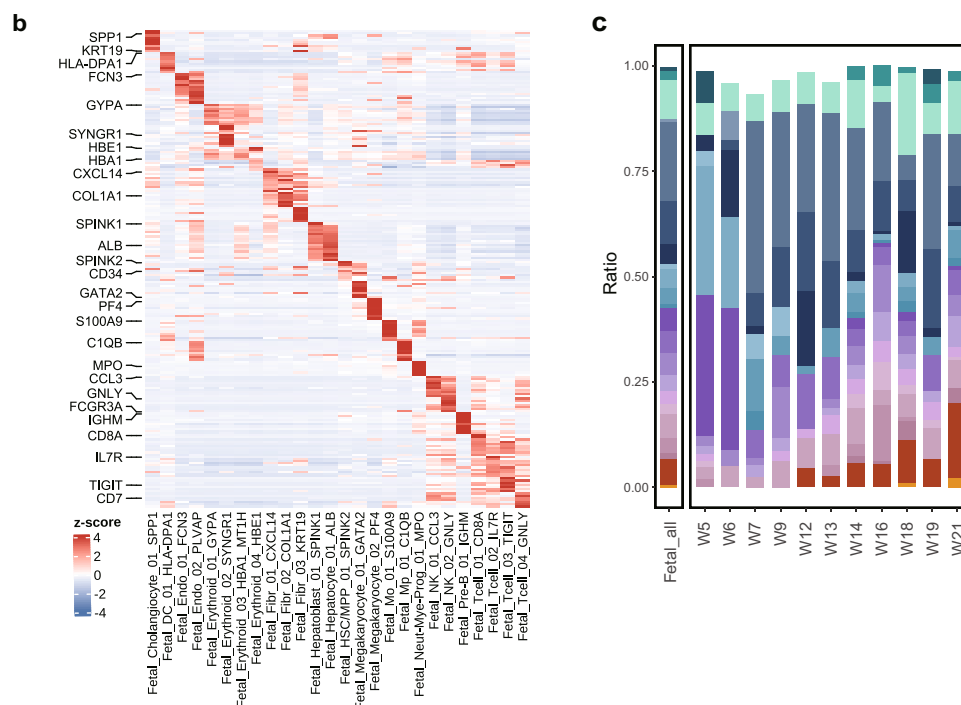 b
SPP1
KRT19
HLA-DPA1
FCN3
GYPA
SYNGR1
HBE1
HBA1
CXCL14
COL1A1
SPINK1
ALB
SPINK2
CD34
GATA2
PF4
S100A9
C1QB
MPO
CCL3
GNLY
FCGR3A
IGHM
CD8A
IL7R
TIGIT
CD7
z-score
4
2
0
-2
-4
Fetal_Cholangiocyte_01_SPP1
Fetal_DC_01_HLA-DPA1
Fetal_Endo_01_FCN3
Fetal_Endo_02_PLVAP
Fetal_Erythroid_01_GYPA
Fetal_Erythroid_02_SYNGR1
Fetal_Erythroid_03_HBA1_MT1H
Fetal_Erythroid_04_HBE1
Fetal_Fibr_01_CXCL14
Fetal_Fibr_02_COL1A1
Fetal_Fibr_03_KRT19
Fetal_Hepatoblast_01_SPINK1
Fetal_Hepatocyte_01_ALB
Fetal_HSC/MPP_01_SPINK2
Fetal_Megakaryocyte_01_GATA2
Fetal_Megakaryocyte_02_PF4
Fetal_Mo_01_S100A9
Fetal_Mp_01_C1QB
Fetal_Neut-Mye-Prog_01_MPO
Fetal_NK_01_CCL3
Fetal_NK_02_GNLY
Fetal_Pre-B_01_IGHM
Fetal_Tcell_01_CD8A
Fetal_Tcell_02_IL7R
Fetal_Tcell_03_TIGIT
Fetal_Tcell_04_GNLY
c
Ratio
1.00
0.75
0.50
0.25
0.00
Fetal_all
W5
W6
W7
W9
W12
W13
W14
W16
W18
W19
W21